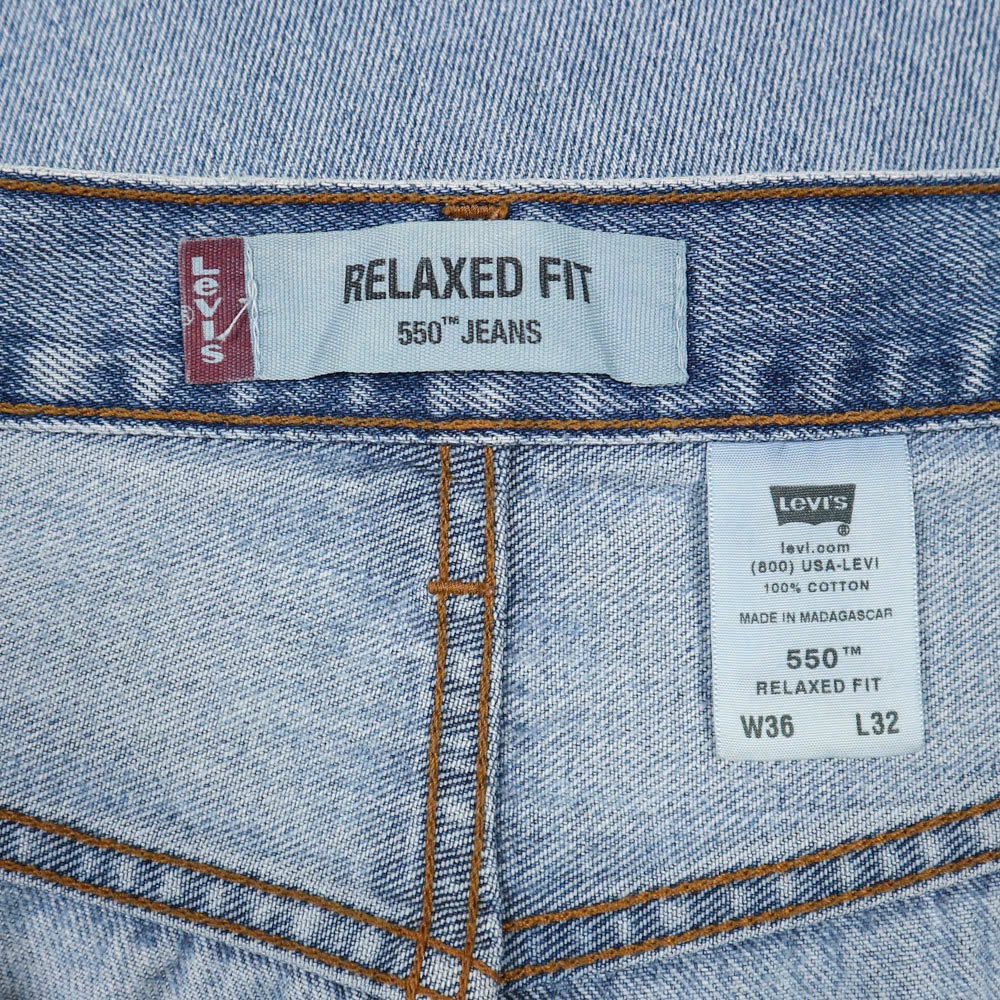 Levi's
®
RELAXED FIT
550™ JEANS
LEVI'S
®
levi.com
(800) USA-LEVI
100% COTTON
MADE IN MADAGASCAR
550™
RELAXED FIT
W36 L32